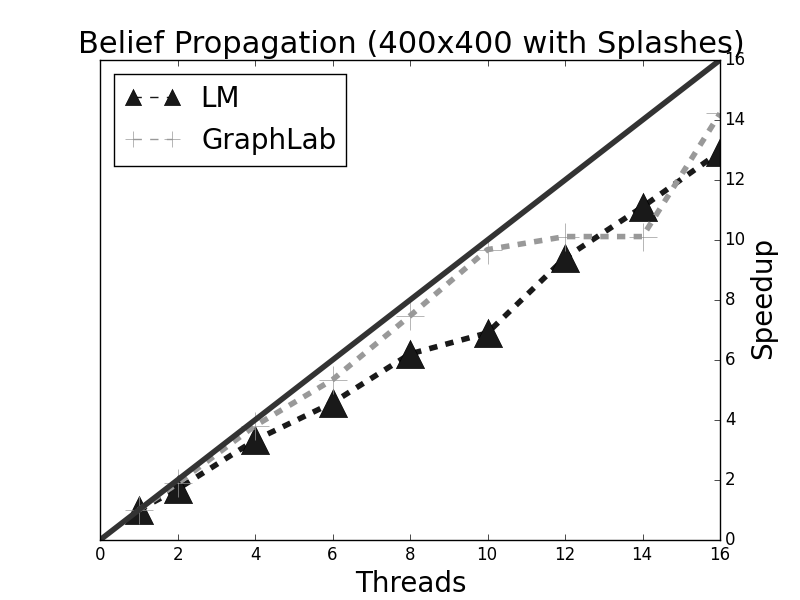 Belief Propagation (400x400 with Splashes)
LM
GraphLab
16
14
12
10
8
6
4
2
0
Speedup
0 2 4 6 8 10 12 14 16
Threads